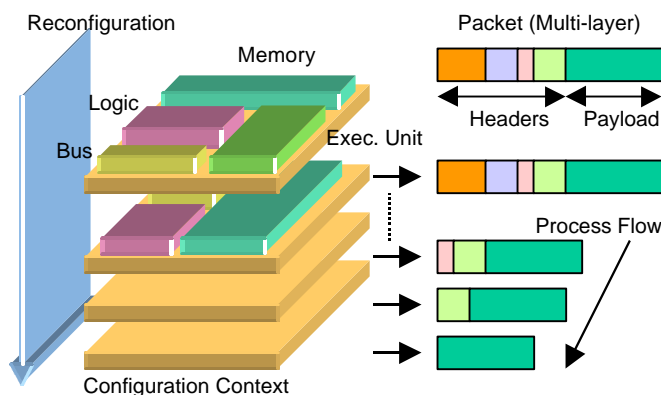 Reconfiguration
Packet (Multi-layer)
Memory
Logic
Headers
Payload
Bus
Exec. Unit
Process Flow
Configuration Context